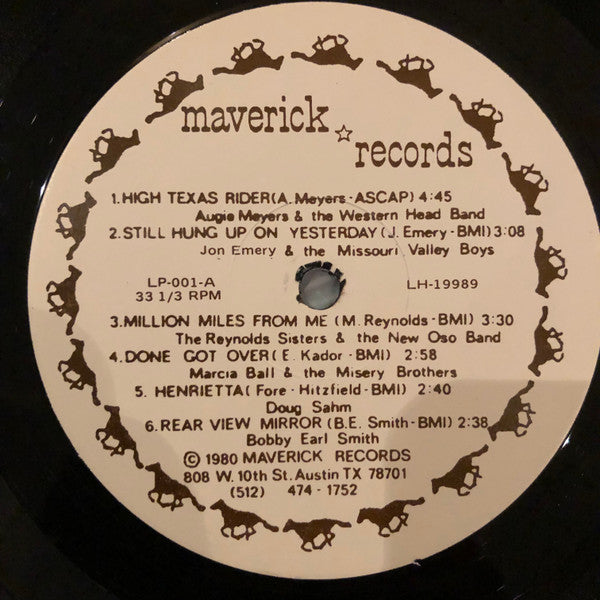 maverick ☆ records
1.HIGH TEXAS RIDER(A. Meyers-ASCAP) 4:45
Augie Meyers & the Western Head Band
2.STILL HUNG UP ON YESTERDAY(J. Emery-BMI)3:08
Jon Emery & the Missouri Valley Boys
LP-001-A
33 1/3 RPM
LH-19989
3.MILLION MILES FROM ME (M. Reynolds-BMI) 3:30
The Reynolds Sisters & the New Oso Band
4.DONE GOT OVER(E. Kador-BMI) 2:58
Marcia Ball & the Misery Brothers
5. HENRIETTA( Fore-Hitzfield-BMI) 2:40
Doug Sahm
6.REAR VIEW MIRROR (B.E. Smith-BMI) 2:38
Bobby Earl Smith
© 1980 MAVERICK RECORDS
808 W. 10th St. Austin TX 78701
(512) 474-1752